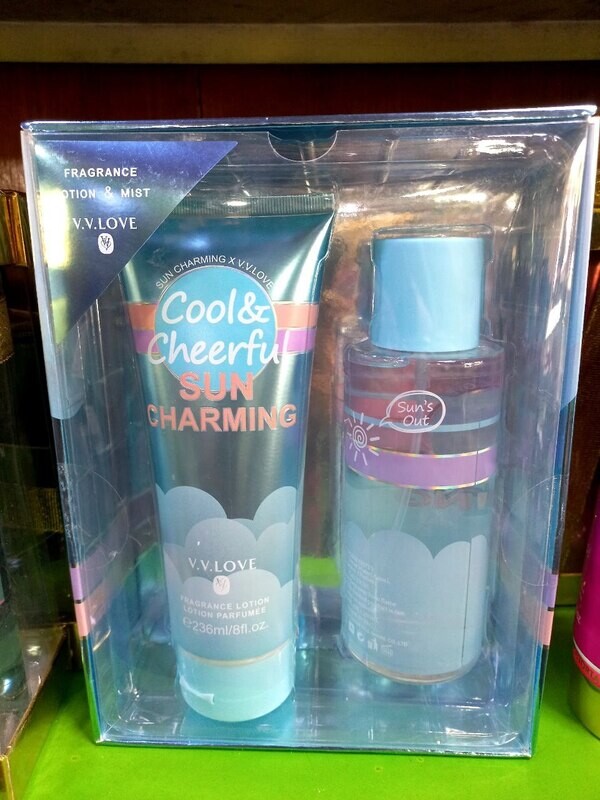 FRAGRANCE
LOTION & MIST
V.V.LOVE
SUN CHARMING X V.V.LOVE
Cool&
Cheerful
SUN
CHARMING
V.V.LOVE
FRAGRANCE LOTION
LOTION PARFUMEE
℮236ml/8fl.oz.
Sun's
Out